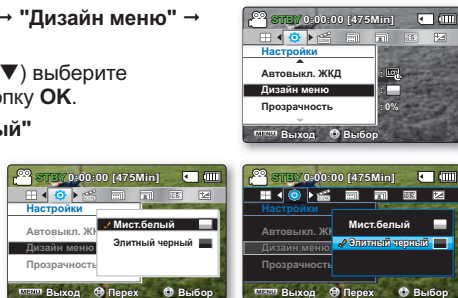 → "Дизайн меню" →
▼) выберите
опку OK.
ый"
STBY 0:00:00 [475Min]
Настройки
Автовыкл. ЖКД
Дизайн меню
Прозрачность : 0%
MENU Выход Выбор
STBY 0:00:00 [475Min]
Настройки
Автовыкл. ЖК
Дизайн меню
Прозрачность
Мист.белый
Элитный черный
MENU Выход Перех Выбор
STBY 0:00:00 [475Min]
Настройки
Автовыкл. ЖК
Дизайн меню
Прозрачность
Мист.белый
Элитный черный
MENU Выход Перех Выбор